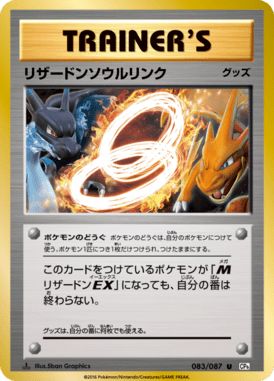 TRAINER'S
リザードンソウルリンク グッズ
ポケモンのどうぐ ポケモンのどうぐは、自分のポケモンにつけて
使う。ポケモン1匹につき1枚だけつけられ、つけたままにする。
このカードをつけているポケモンが「M
リザードンEX」になっても、自分の番は
終わらない。
グッズは、自分の番に何枚でも使える。
Illus.5ban Graphics
083/087 U CP6
©2016 Pokémon/Nintendo/Creatures/GAME FREAK.